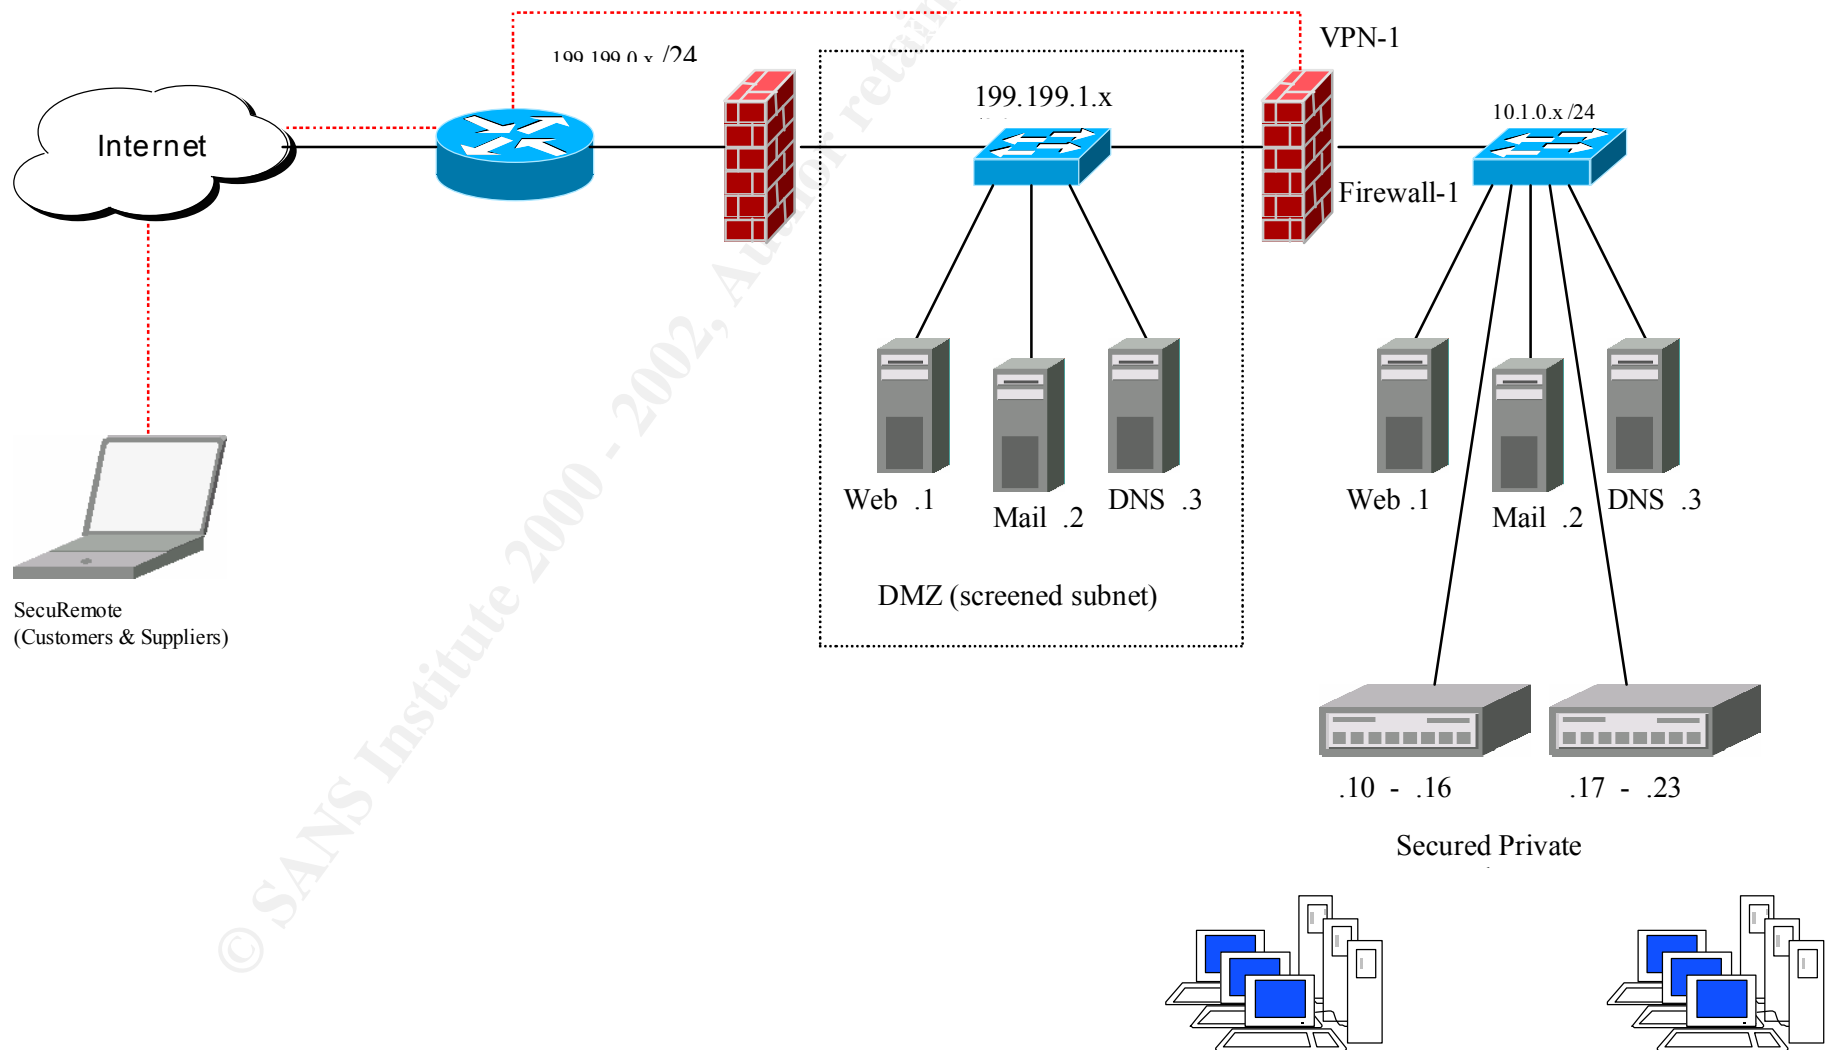 VPN-1
199.199.0.x /24
199.199.1.x
10.1.0.x /24
Internet
Firewall-1
Web .1
Mail .2
DNS .3
Web .1
Mail .2
DNS .3
DMZ (screened subnet)
SecuRemote
(Customers & Suppliers)
.10 - .16
.17 - .23
Secured Private
© SANS Institute 2000 - 2002, Author retain